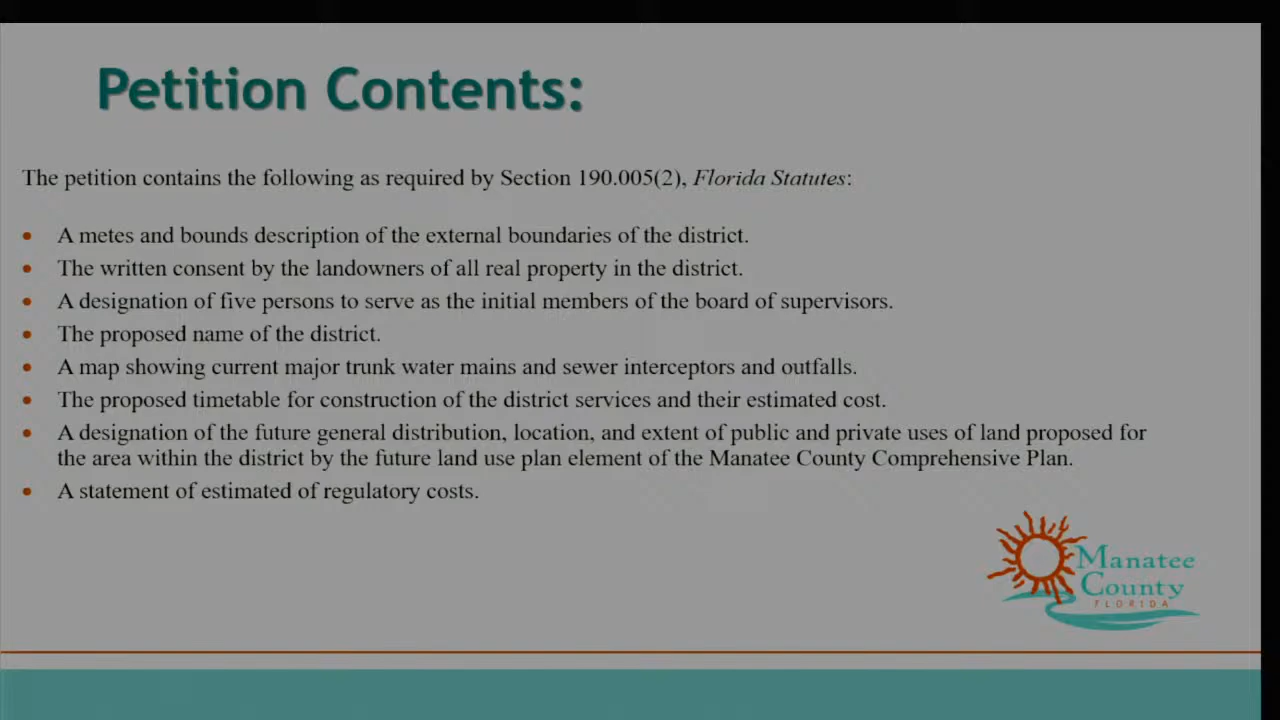 Petition Contents:
The petition contains the following as required by Section 190.005(2), Florida Statutes:
• A metes and bounds description of the external boundaries of the district.
• The written consent by the landowners of all real property in the district.
• A designation of five persons to serve as the initial members of the board of supervisors.
• The proposed name of the district.
• A map showing current major trunk water mains and sewer interceptors and outfalls.
• The proposed timetable for construction of the district services and their estimated cost.
• A designation of the future general distribution, location, and extent of public and private uses of land proposed for
the area within the district by the future land use plan element of the Manatee County Comprehensive Plan.
• A statement of estimated of regulatory costs.
Manatee
County
FLORIDA